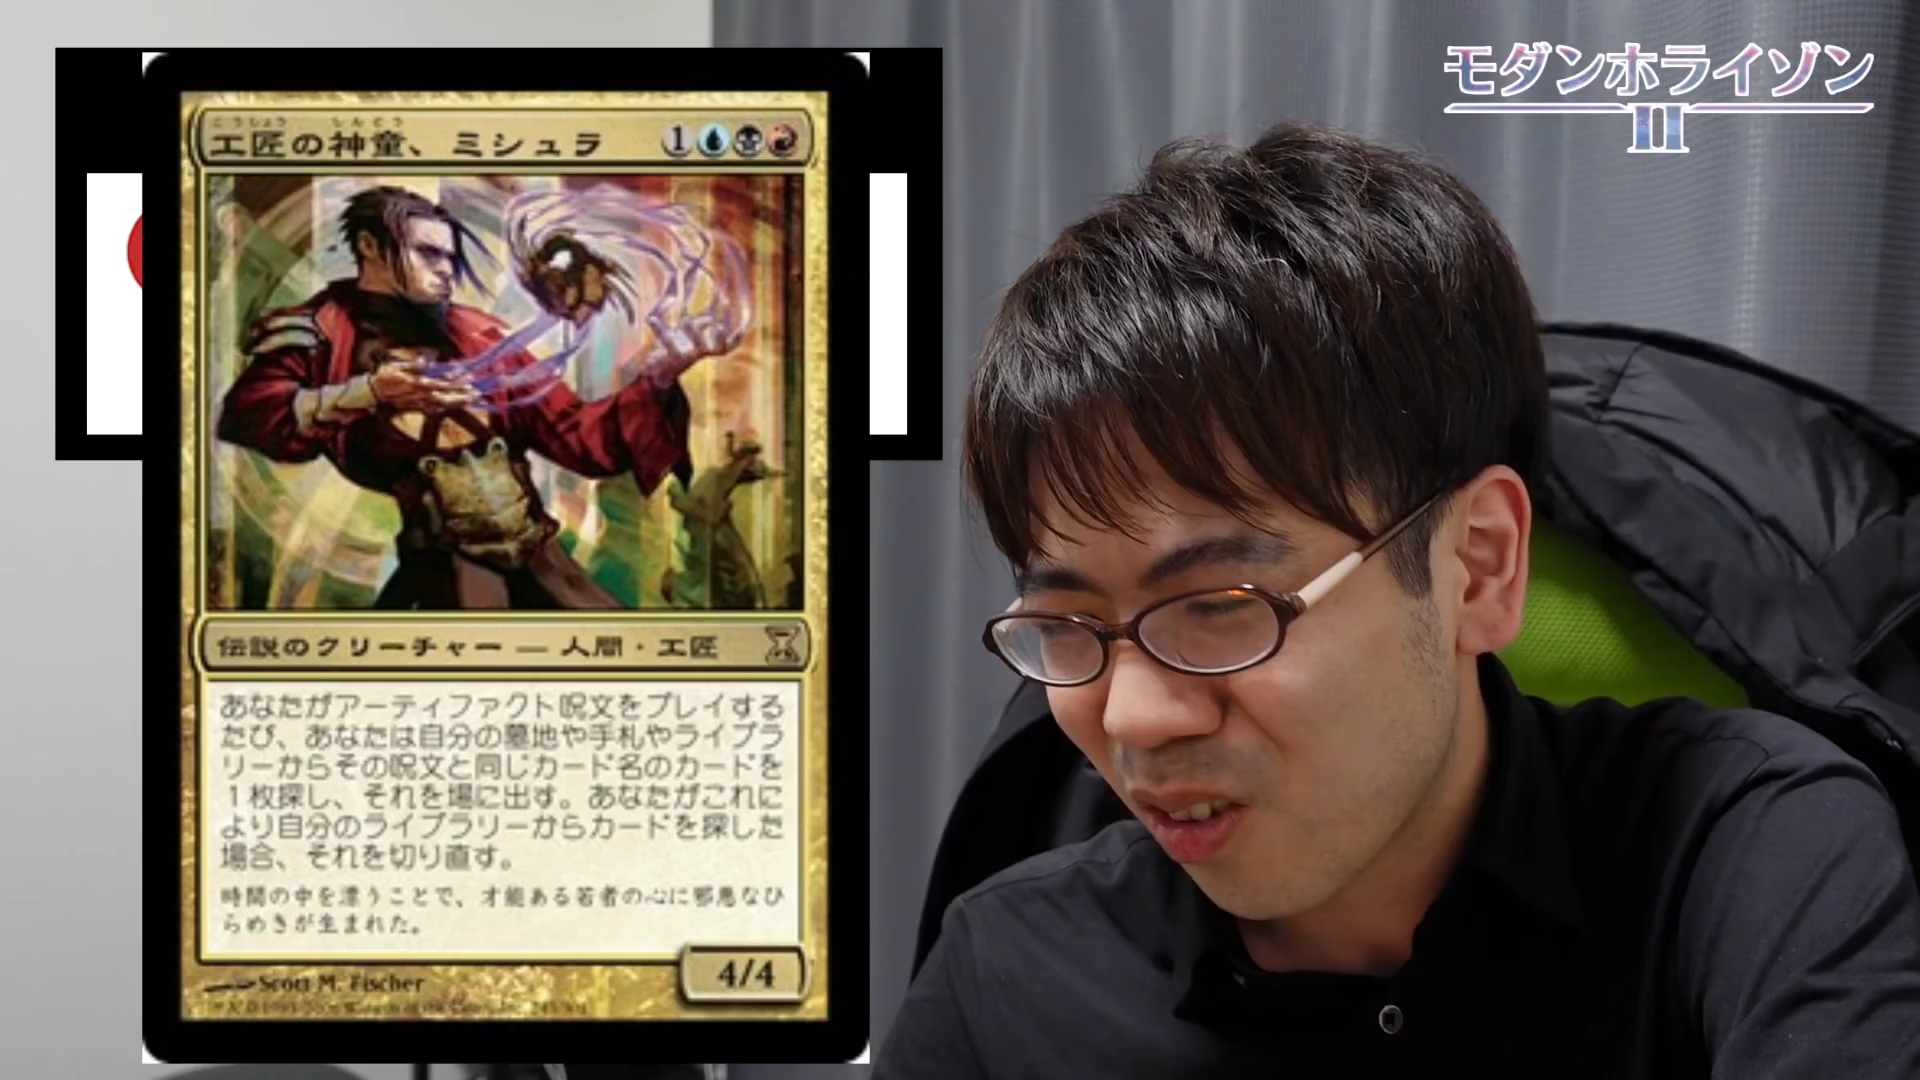 モダンホライゾン
II
こうしょう しんどう
工匠の神童、ミシュラ 1
伝説のクリーチャー — 人間・工匠
あなたがアーティファクト呪文をプレイする
たび、あなたは自分の墓地や手札やライブラ
リーからその呪文と同じカード名のカードを
1枚探し、それを場に出す。あなたがこれに
より自分のライブラリーからカードを探した
場合、それを切り直す。
時間の中を漂うことで、才能ある若者の心に邪悪なひ
らめきが生まれた。
4/4
Scott M. Fischer